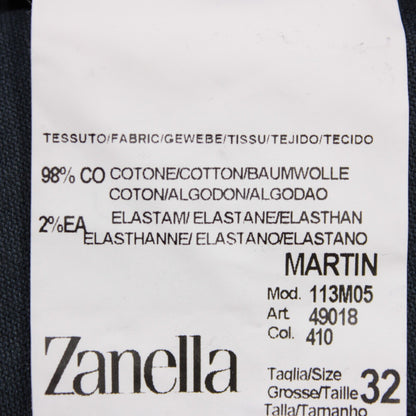 TESSUTO/FABRIC/GEWEBE/TISSU/TEJIDO/TECIDO
98% CO COTONE/COTTON/BAUMWOLLE
COTON/ALGODON/ALGODAO
2%EA ELASTAM/ ELASTANE/ELASTHAN
ELASTHANNE/ ELASTANO/ELASTANO
MARTIN
Mod. 113M05
Art. 49018
Col. 410
Zanella
Taglia/Size
Grosse/Taille 32
Talla/Tamanho